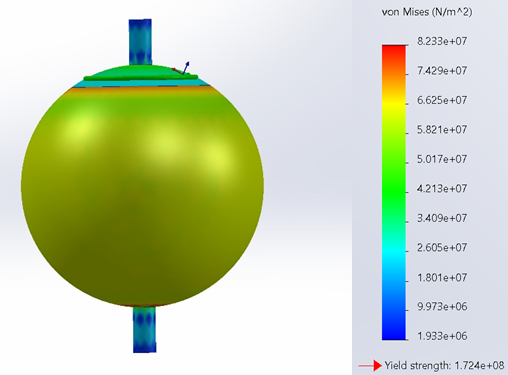 von Mises (N/m^2)
8.233e+07
7.429e+07
6.625e+07
5.821e+07
5.017e+07
4.213e+07
3.409e+07
2.605e+07
1.801e+07
9.973e+06
1.933e+06
Yield strength: 1.724e+08